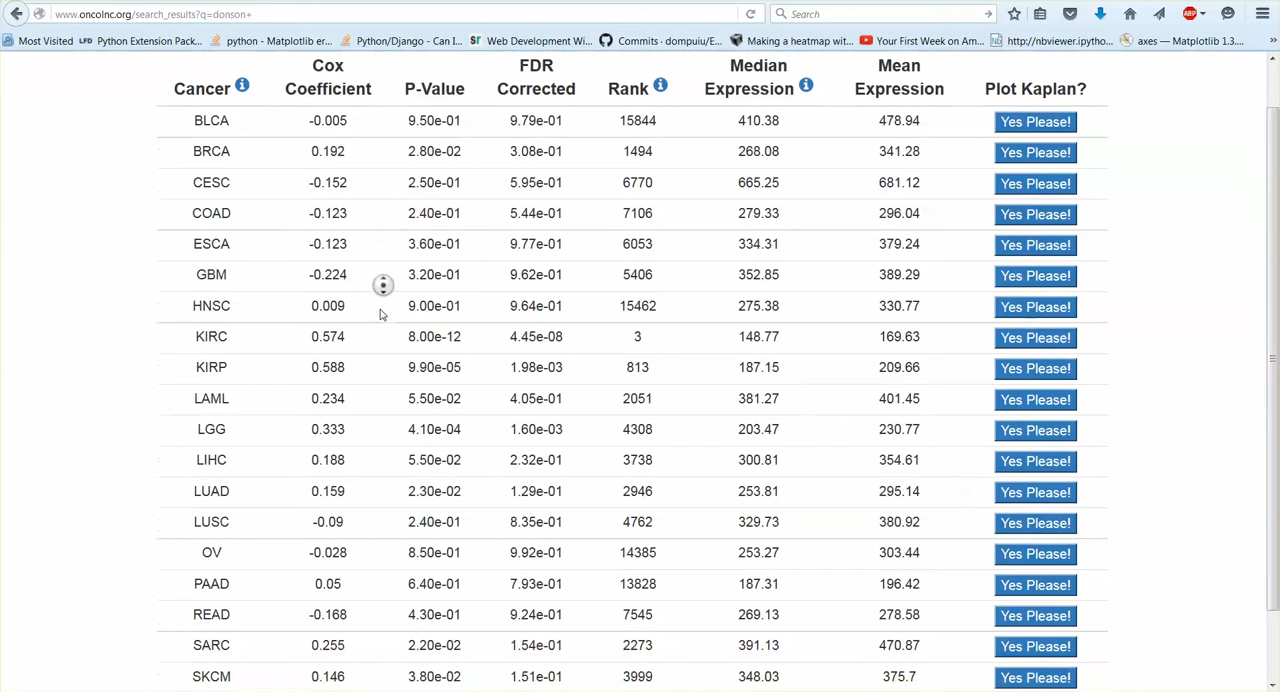 www.oncolnc.org/search_results?q=donson+
Search
ABP
Most Visited
LFD Python Extension Pack...
python - Matplotlib er...
Python/Django - Can I...
Sr Web Development Wi...
Commits · dompuiu/E...
Making a heatmap with...
Your First Week on Am...
nb http://nbviewer.ipytho...
axes — Matplotlib 1.3....
»
Cancer i Cox Coefficient P-Value FDR Corrected Rank i Median Expression i Mean Expression Plot Kaplan?
BLCA -0.005 9.50e-01 9.79e-01 15844 410.38 478.94 Yes Please!
BRCA 0.192 2.80e-02 3.08e-01 1494 268.08 341.28 Yes Please!
CESC -0.152 2.50e-01 5.95e-01 6770 665.25 681.12 Yes Please!
COAD -0.123 2.40e-01 5.44e-01 7106 279.33 296.04 Yes Please!
ESCA -0.123 3.60e-01 9.77e-01 6053 334.31 379.24 Yes Please!
GBM -0.224 3.20e-01 9.62e-01 5406 352.85 389.29 Yes Please!
HNSC 0.009 9.00e-01 9.64e-01 15462 275.38 330.77 Yes Please!
KIRC 0.574 8.00e-12 4.45e-08 3 148.77 169.63 Yes Please!
KIRP 0.588 9.90e-05 1.98e-03 813 187.15 209.66 Yes Please!
LAML 0.234 5.50e-02 4.05e-01 2051 381.27 401.45 Yes Please!
LGG 0.333 4.10e-04 1.60e-03 4308 203.47 230.77 Yes Please!
LIHC 0.188 5.50e-02 2.32e-01 3738 300.81 354.61 Yes Please!
LUAD 0.159 2.30e-02 1.29e-01 2946 253.81 295.14 Yes Please!
LUSC -0.09 2.40e-01 8.35e-01 4762 329.73 380.92 Yes Please!
OV -0.028 8.50e-01 9.92e-01 14385 253.27 303.44 Yes Please!
PAAD 0.05 6.40e-01 7.93e-01 13828 187.31 196.42 Yes Please!
READ -0.168 4.30e-01 9.24e-01 7545 269.13 278.58 Yes Please!
SARC 0.255 2.20e-02 1.54e-01 2273 391.13 470.87 Yes Please!
SKCM 0.146 3.80e-02 1.51e-01 3999 348.03 375.7 Yes Please!